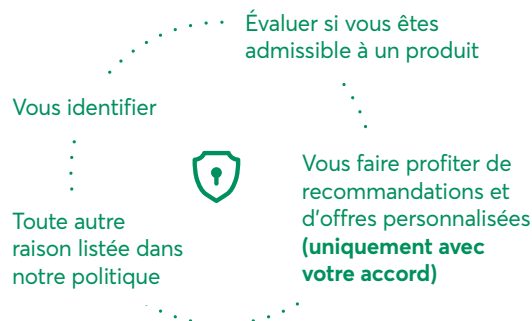 Évaluer si vous êtes
admissible à un produit
Vous identifier
Vous faire profiter de
recommandations et
d'offres personnalisées
(uniquement avec
votre accord)
Toute autre
raison listée dans
notre politique